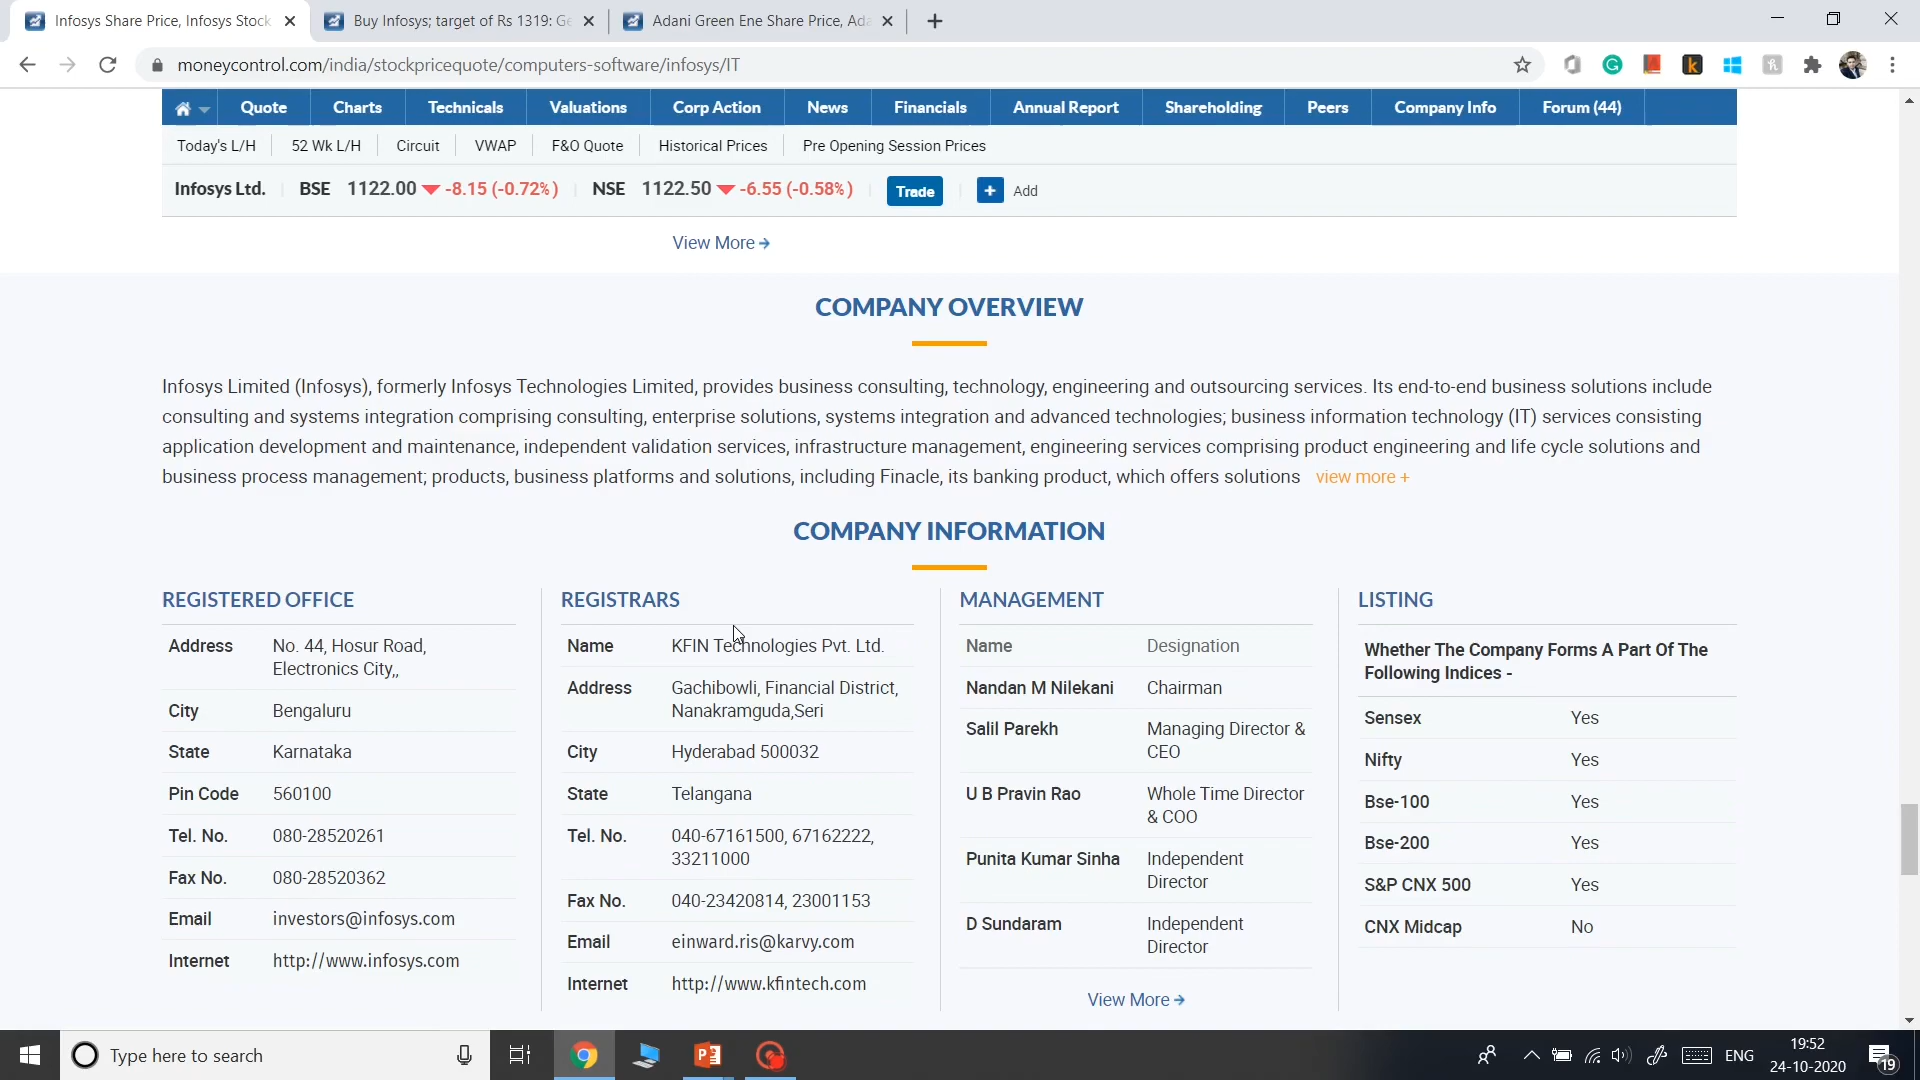 Infosys Share Price, Infosys Stock
Buy Infosys; target of Rs 1319: Ge
Adani Green Ene Share Price, Ada
moneycontrol.com/india/stockpricequote/computers-software/infosys/IT
Quote Charts Technicals Valuations Corp Action News Financials Annual Report Shareholding Peers Company Info Forum (44)
Today's L/H 52 Wk L/H Circuit VWAP F&O Quote Historical Prices Pre Opening Session Prices
Infosys Ltd. BSE 1122.00 -8.15 (-0.72%) NSE 1122.50 -6.55 (-0.58%) Trade + Add
View More
COMPANY OVERVIEW
Infosys Limited (Infosys), formerly Infosys Technologies Limited, provides business consulting, technology, engineering and outsourcing services. Its end-to-end business solutions include
consulting and systems integration comprising consulting, enterprise solutions, systems integration and advanced technologies; business information technology (IT) services consisting
application development and maintenance, independent validation services, infrastructure management, engineering services comprising product engineering and life cycle solutions and
business process management; products, business platforms and solutions, including Finacle, its banking product, which offers solutions view more +
COMPANY INFORMATION
REGISTERED OFFICE
Address No. 44, Hosur Road,
Electronics City,,
City Bengaluru
State Karnataka
Pin Code 560100
Tel. No. 080-28520261
Fax No. 080-28520362
Email investors@infosys.com
Internet http://www.infosys.com
REGISTRARS
Name KFIN Technologies Pvt. Ltd.
Address Gachibowli, Financial District,
Nanakramguda,Seri
City Hyderabad 500032
State Telangana
Tel. No. 040-67161500, 67162222,
33211000
Fax No. 040-23420814, 23001153
Email einward.ris@karvy.com
Internet http://www.kfintech.com
MANAGEMENT
Name Designation
Nandan M Nilekani Chairman
Salil Parekh Managing Director &
CEO
U B Pravin Rao Whole Time Director
& COO
Punita Kumar Sinha Independent
Director
D Sundaram Independent
Director
View More
LISTING
Whether The Company Forms A Part Of The
Following Indices -
Sensex Yes
Nifty Yes
Bse-100 Yes
Bse-200 Yes
S&P CNX 500 Yes
CNX Midcap No
Type here to search
ENG
19:52
24-10-2020
19